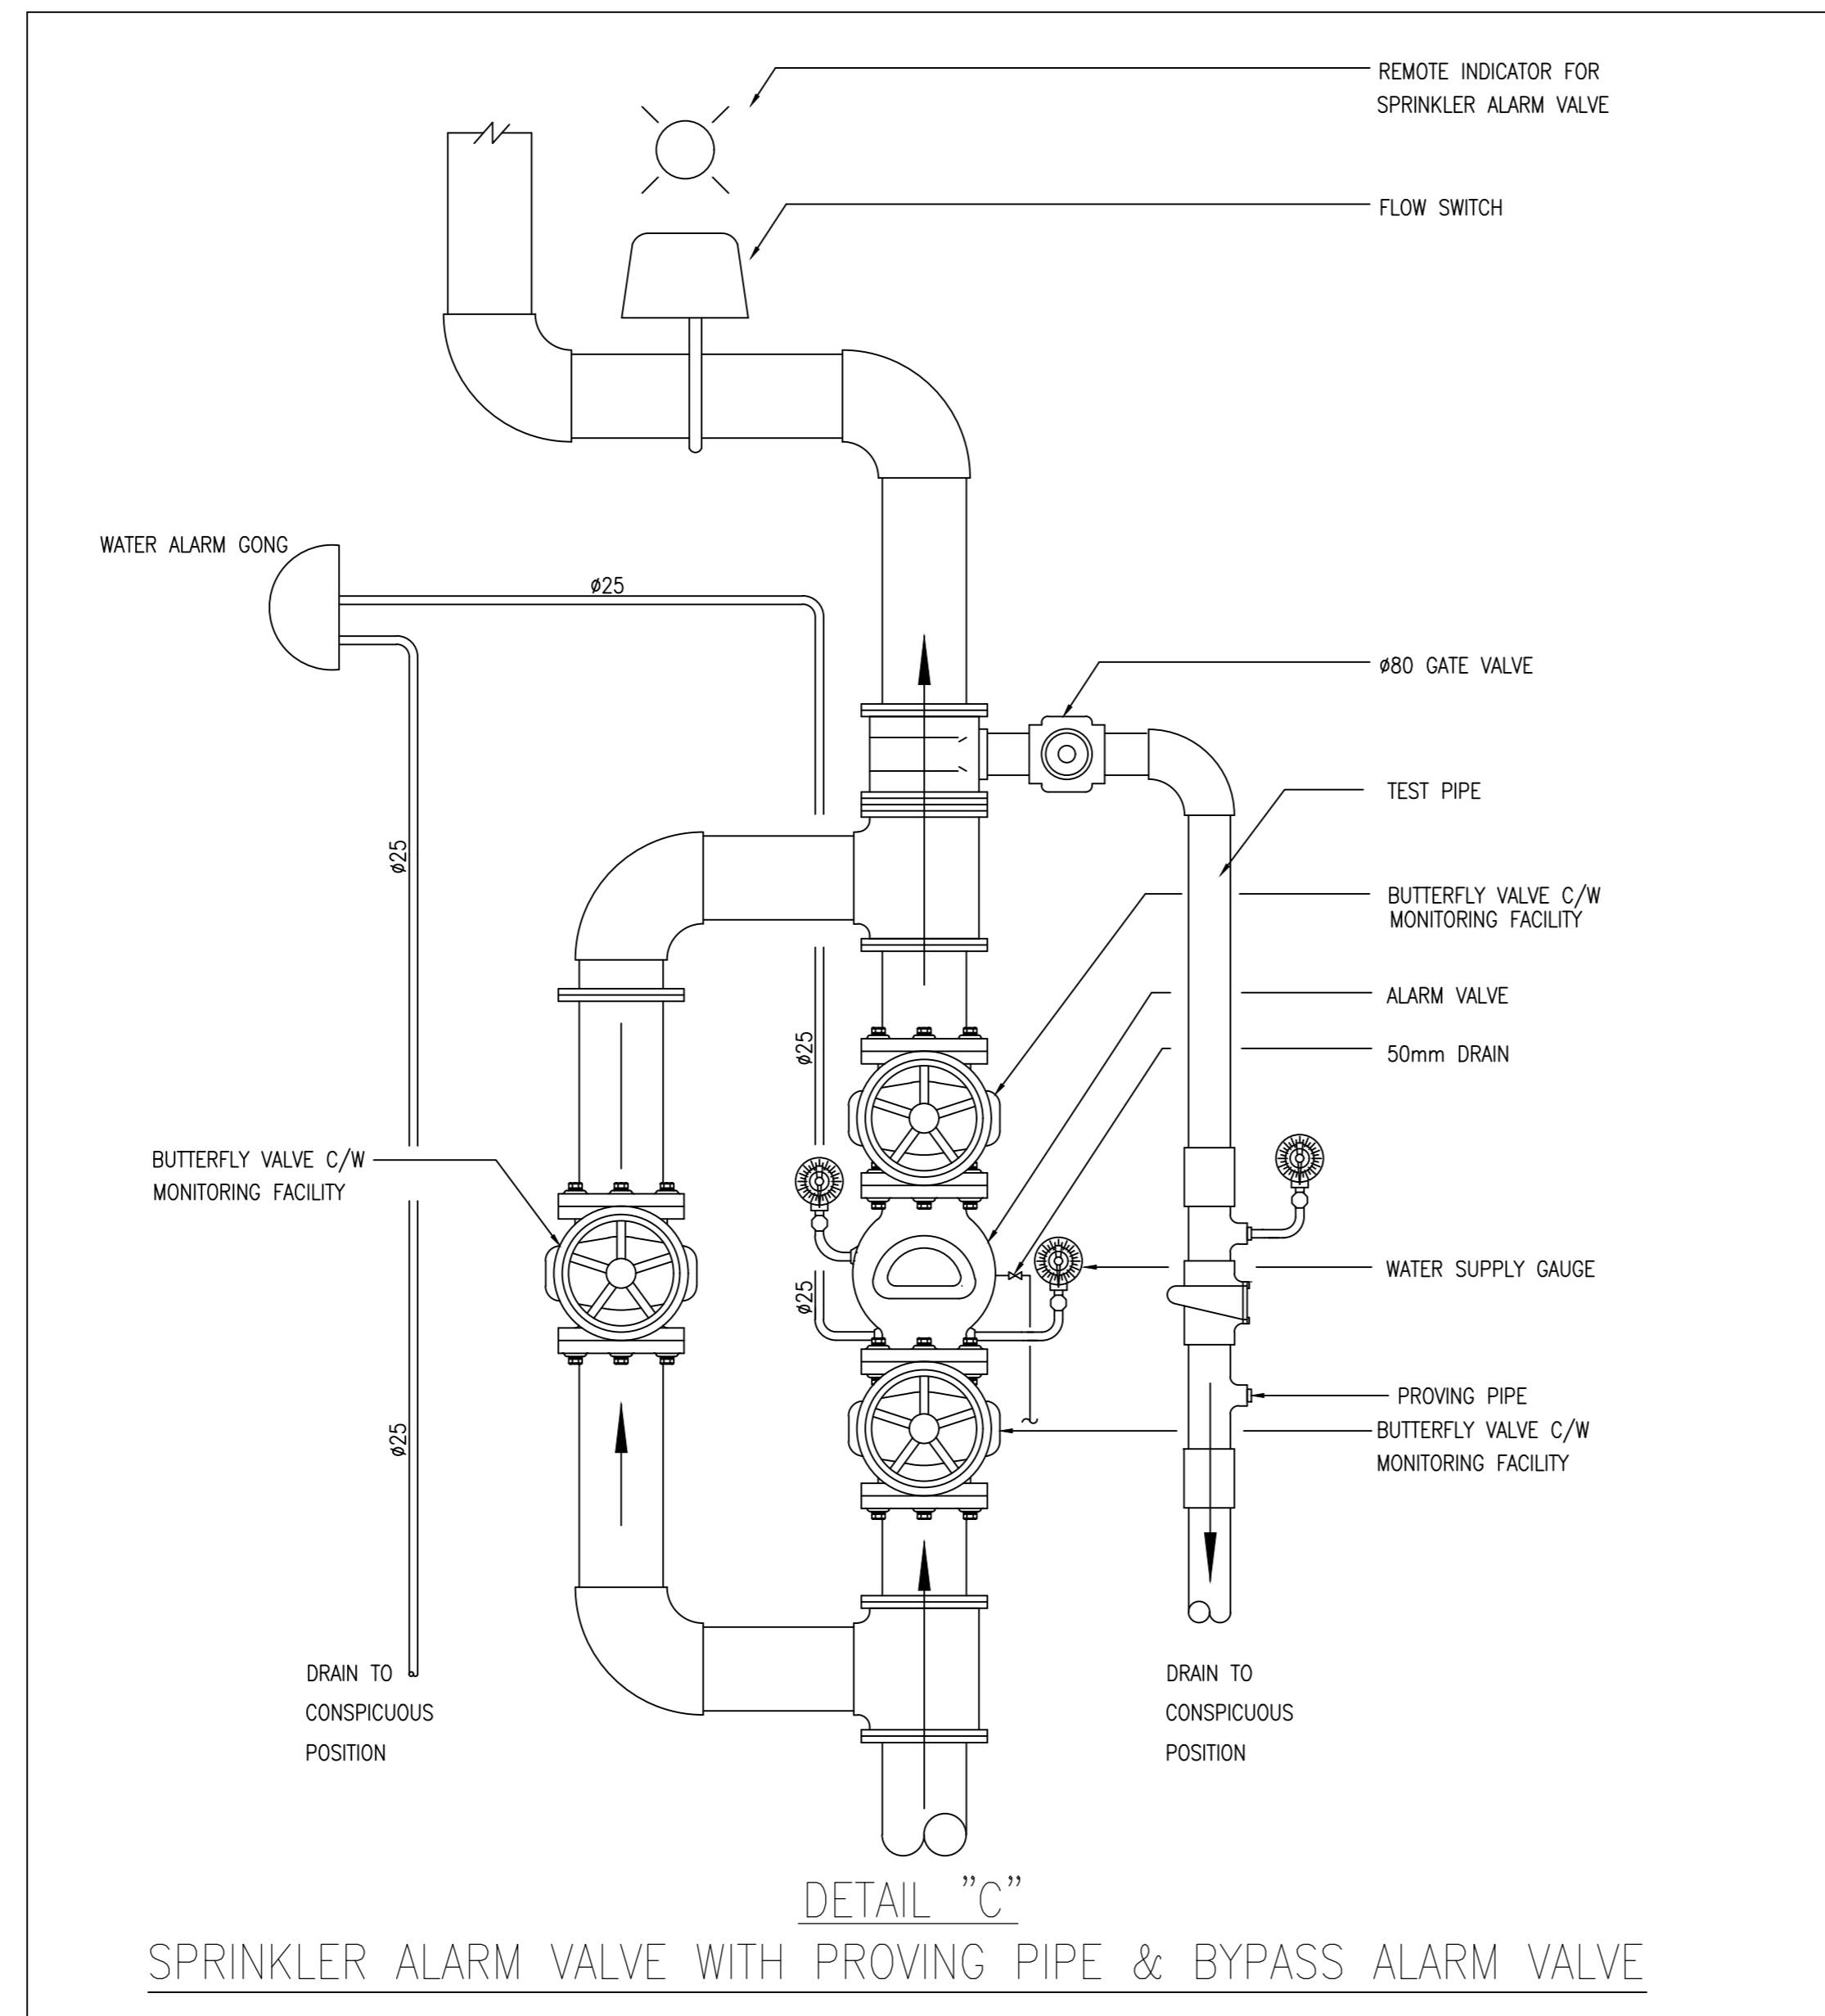 REMOTE INDICATOR FOR
SPRINKLER ALARM VALVE
FLOW SWITCH
WATER ALARM GONG
ø25
ø80 GATE VALVE
TEST PIPE
ø25
BUTTERFLY VALVE C/W
MONITORING FACILITY
ALARM VALVE
ø25
50mm DRAIN
BUTTERFLY VALVE C/W
MONITORING FACILITY
WATER SUPPLY GAUGE
ø25
PROVING PIPE
ø25
BUTTERFLY VALVE C/W
MONITORING FACILITY
DRAIN TO
CONSPICUOUS
POSITION
DRAIN TO
CONSPICUOUS
POSITION
DETAIL "C"
SPRINKLER ALARM VALVE WITH PROVING PIPE & BYPASS ALARM VALVE